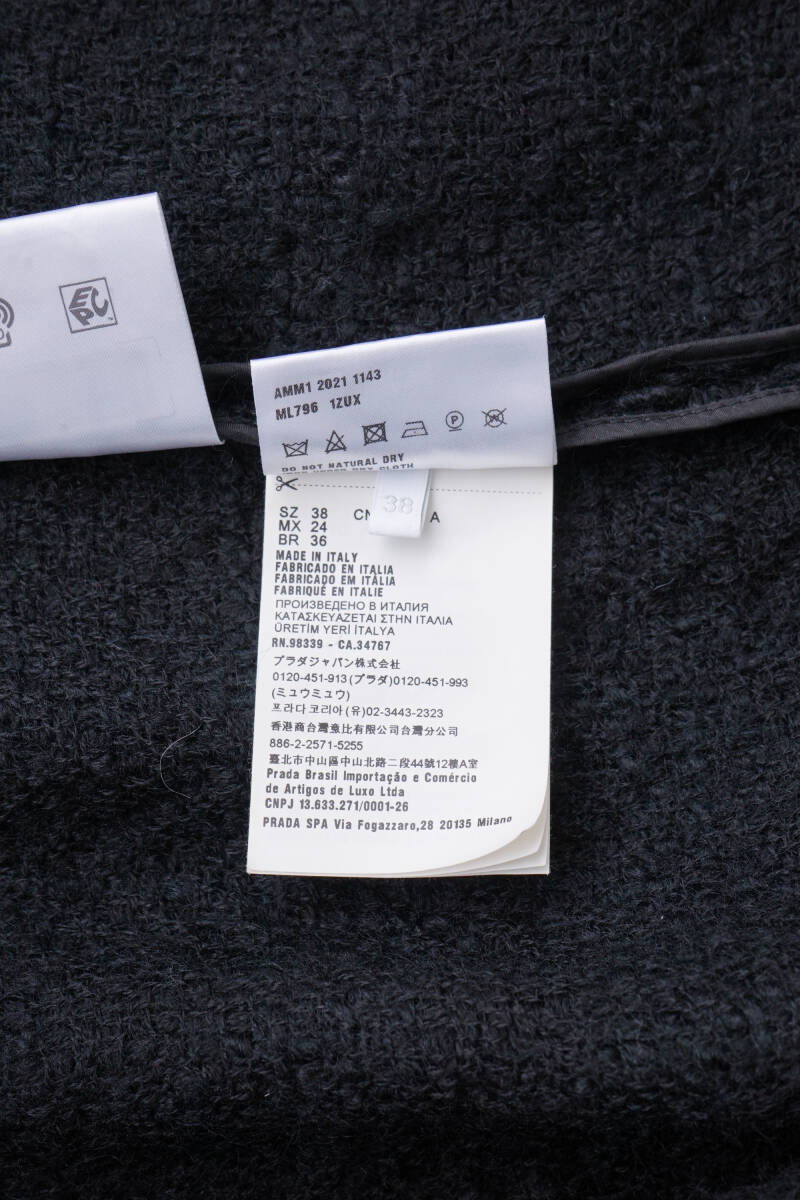 EPC
AMM1 2021 1143
ML796 1ZUX
DO NOT NATURAL DRY
38
SZ 38 CN A
MX 24
BR 36
MADE IN ITALY
FABRICADO EN ITALIA
FABRICADO EM ITÁLIA
FABRIQUÉ EN ITALIE
ПРОИЗВЕДЕНО В ИТАЛИЯ
ΚΑΤΑΣΚΕΥΑΖΕΤΑΙ ΣΤΗΝ ΙΤΑΛΙΑ
ÜRETİM YERİ İTALYA
RN.98339 - CA.34767
プラダジャパン株式会社
0120-451-913(プラダ)0120-451-993
(ミュウミュウ)
프라다 코리아(유)02-3443-2323
香港商台灣意比有限公司台灣分公司
886-2-2571-5255
臺北市中山區中山北路二段44號12樓A室
Prada Brasil Importação e Comércio
de Artigos de Luxo Ltda
CNPJ 13.633.271/0001-26
PRADA SPA Via Fogazzaro,28 20135 Milano